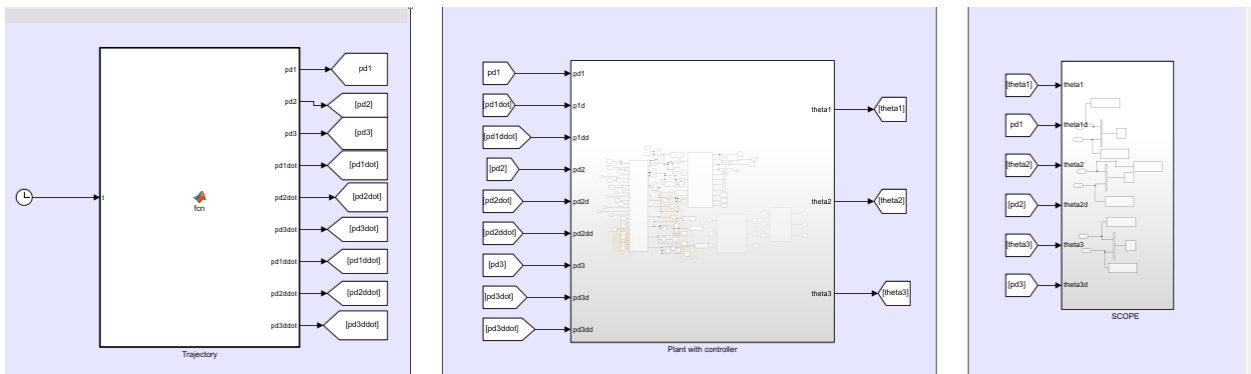 pd1
pd1
pd2
[pd2]
pd3
[pd3]
pd1dot
[pd1dot]
t
fcn
pd2dot
[pd2dot]
pd3dot
[pd3dot]
pd1ddot
[pd1ddot]
pd2ddot
[pd2ddot]
pd3ddot
[pd3ddot]
Trajectory
pd1
pd1
[pd1dot]
p1d
[pd1ddot]
p1dd
[pd2]
pd2
[pd2dot]
pd2d
[pd2ddot]
pd2dd
[pd3]
pd3
[pd3dot]
pd3d
[pd3ddot]
pd3dd
theta1
[theta1]
theta2
[theta2]
theta3
[theta3]
Plant with controller
[theta1]
theta1
pd1
theta1d
[theta2]
theta2
[pd2]
theta2d
[theta3]
theta3
[pd3]
theta3d
SCOPE